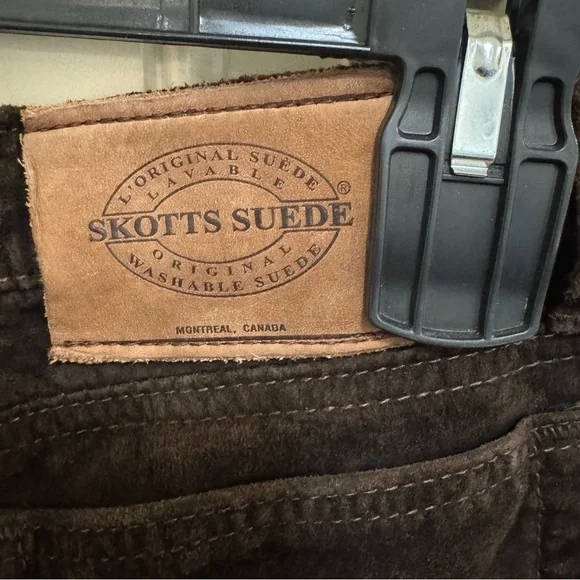 L'ORIGINAL SUÈDE
LAVABLE
SKOTTS SUEDE®
ORIGINAL
WASHABLE SUEDE
MONTREAL, CANADA